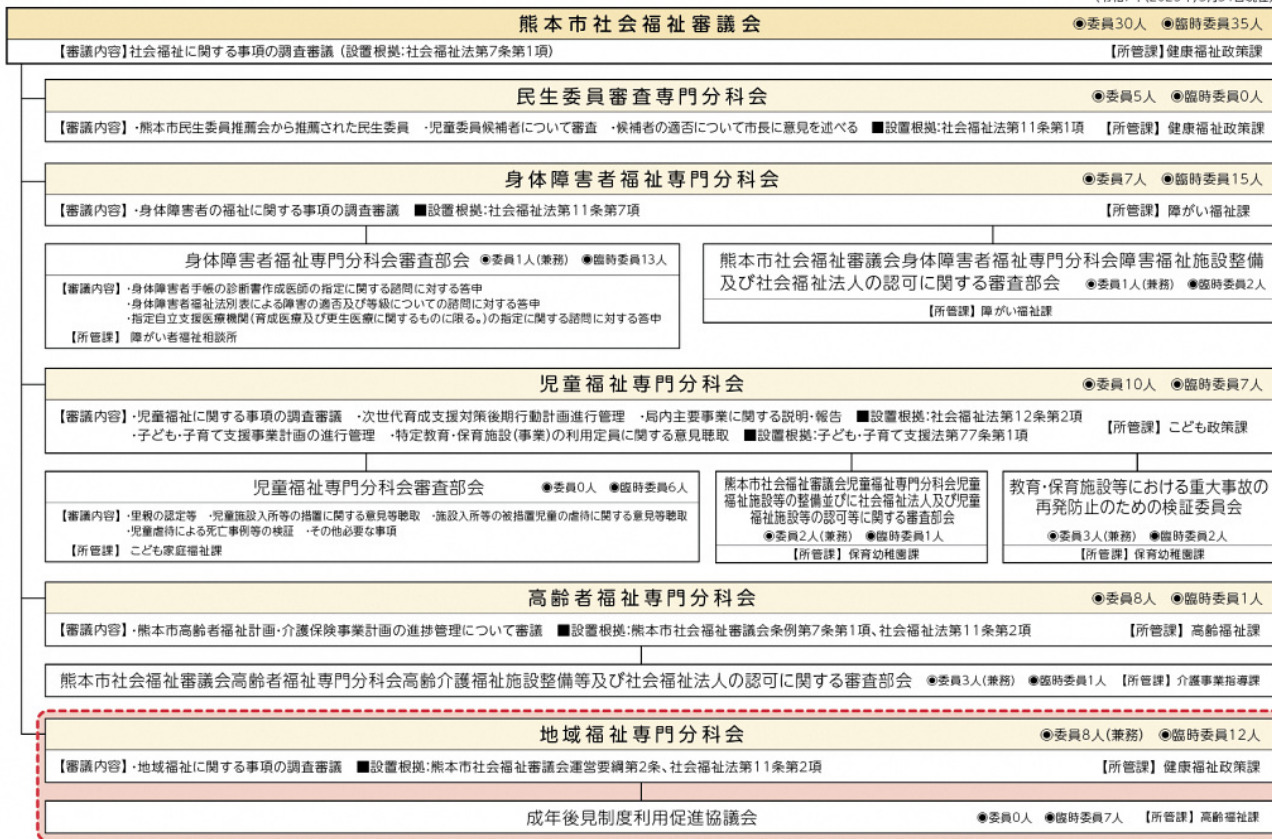 熊本市社会福祉審議会 ◉委員30人 ◉臨時委員35人
【審議内容】社会福祉に関する事項の調査審議（設置根拠:社会福祉法第7条第1項） 【所管課】健康福祉政策課
民生委員審査専門分科会 ◉委員5人 ◉臨時委員0人
【審議内容】・熊本市民生委員推薦会から推薦された民生委員 ・児童委員候補者について審査 ・候補者の適否について市長に意見を述べる ■設置根拠:社会福祉法第11条第1項 【所管課】健康福祉政策課
身体障害者福祉専門分科会 ◉委員7人 ◉臨時委員15人
【審議内容】・身体障害者の福祉に関する事項の調査審議 ■設置根拠:社会福祉法第11条第7項 【所管課】障がい福祉課
身体障害者福祉専門分科会審査部会 ◉委員1人(兼務) ◉臨時委員13人
【審議内容】・身体障害者手帳の診断書作成医師の指定に関する諮問に対する答申
・身体障害者福祉法別表による障害の適否及び等級についての諮問に対する答申
・指定自立支援医療機関(育成医療及び更生医療に関するものに限る。)の指定に関する諮問に対する答申
【所管課】障がい者福祉相談所
熊本市社会福祉審議会身体障害者福祉専門分科会障害福祉施設整備
及び社会福祉法人の認可に関する審査部会 ◉委員1人(兼務) ◉臨時委員2人
【所管課】障がい福祉課
児童福祉専門分科会 ◉委員10人 ◉臨時委員7人
【審議内容】・児童福祉に関する事項の調査審議 ・次世代育成支援対策後期行動計画進行管理 ・局内主要事業に関する説明・報告 ■設置根拠:社会福祉法第12条第2項
・子ども・子育て支援事業計画の進行管理 ・特定教育・保育施設(事業)の利用定員に関する意見聴取 ■設置根拠:子ども・子育て支援法第77条第1項 【所管課】こども政策課
児童福祉専門分科会審査部会 ◉委員0人 ◉臨時委員6人
【審議内容】・里親の認定等 ・児童施設入所等の措置に関する意見等聴取 ・施設入所等の被措置児童の虐待に関する意見等聴取
・児童虐待による死亡事例等の検証 ・その他必要な事項
【所管課】こども家庭福祉課
熊本市社会福祉審議会児童福祉専門分科会児童
福祉施設等の整備並びに社会福祉法人及び児童
福祉施設等の認可等に関する審査部会
◉委員2人(兼務) ◉臨時委員1人
【所管課】保育幼稚園課
教育・保育施設等における重大事故の
再発防止のための検証委員会
◉委員3人(兼務) ◉臨時委員2人
【所管課】保育幼稚園課
高齢者福祉専門分科会 ◉委員8人 ◉臨時委員1人
【審議内容】・熊本市高齢者福祉計画・介護保険事業計画の進捗管理について審議 ■設置根拠:熊本市社会福祉審議会条例第7条第1項、社会福祉法第11条第2項 【所管課】高齢福祉課
熊本市社会福祉審議会高齢者福祉専門分科会高齢介護福祉施設整備等及び社会福祉法人の認可に関する審査部会 ◉委員3人(兼務) ◉臨時委員1人 【所管課】介護事業指導課
地域福祉専門分科会 ◉委員8人(兼務) ◉臨時委員12人
【審議内容】・地域福祉に関する事項の調査審議 ■設置根拠:熊本市社会福祉審議会運営要綱第2条、社会福祉法第11条第2項 【所管課】健康福祉政策課
成年後見制度利用促進協議会 ◉委員0人 ◉臨時委員7人 【所管課】高齢福祉課